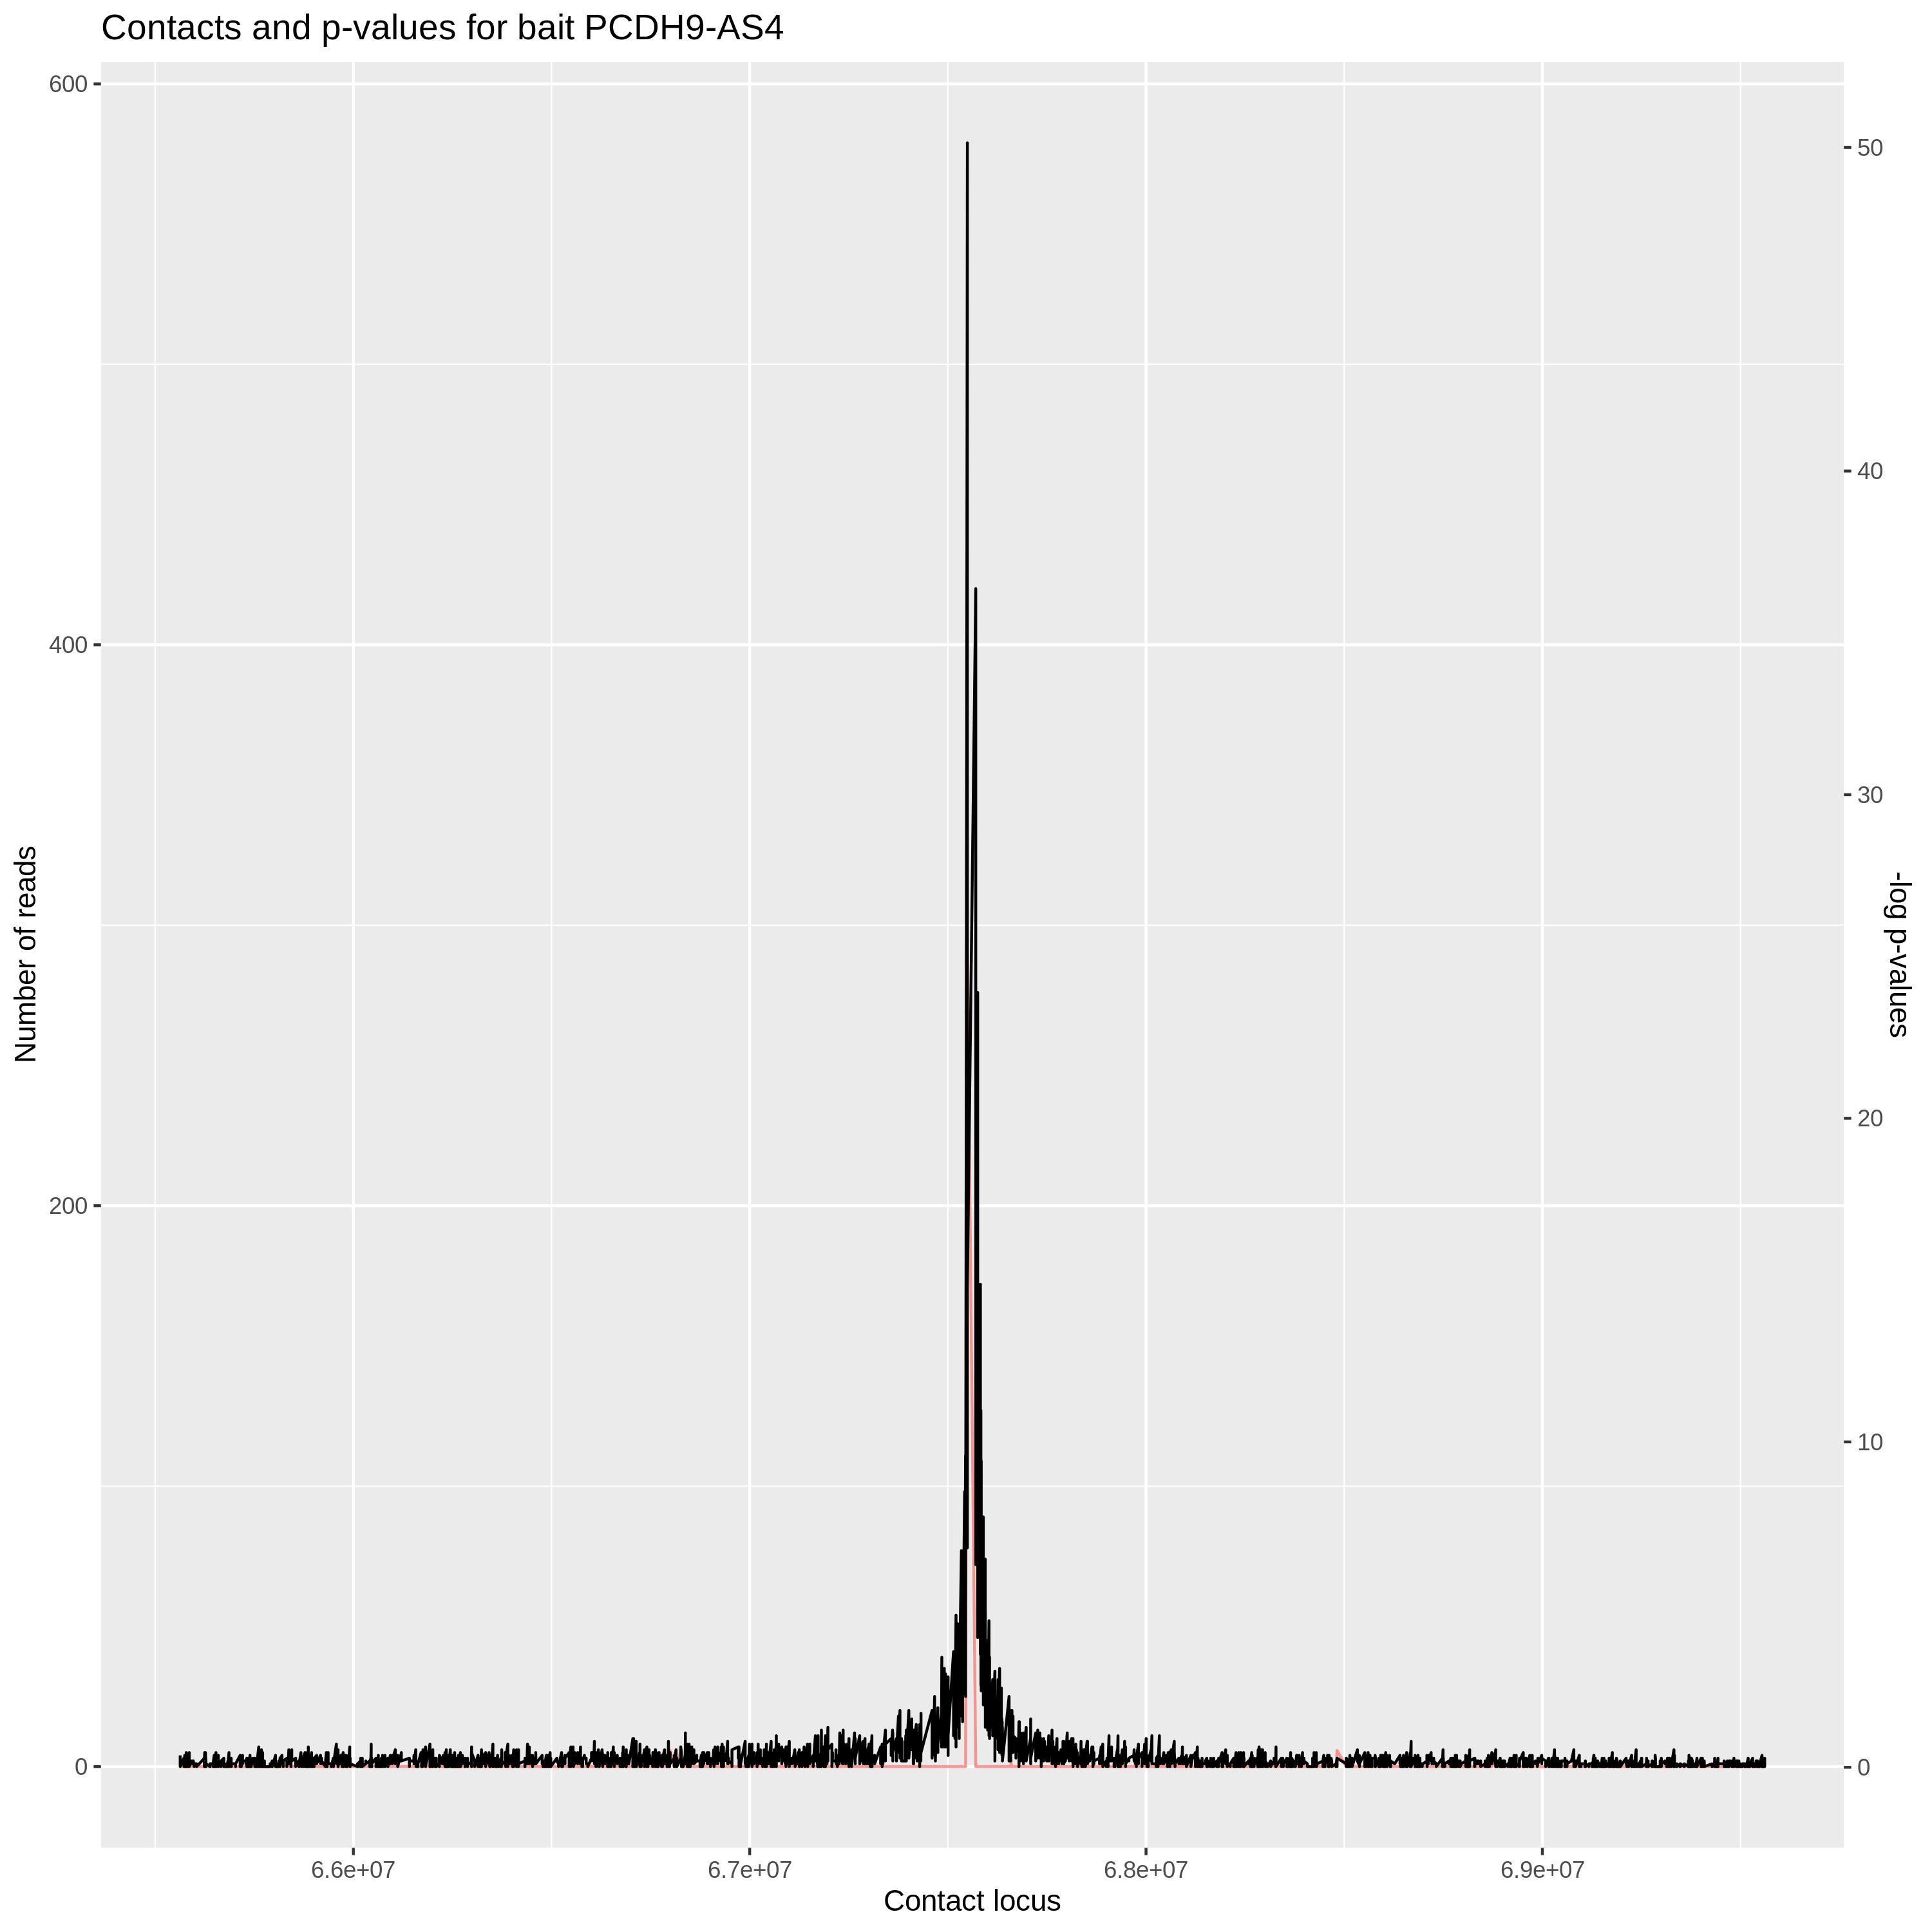 Contacts and p-values for bait PCDH9-AS4
600
400
200
0
Number of reads
50
40
30
20
10
0
-log p-values
6.6e+07
6.7e+07
6.8e+07
6.9e+07
Contact locus